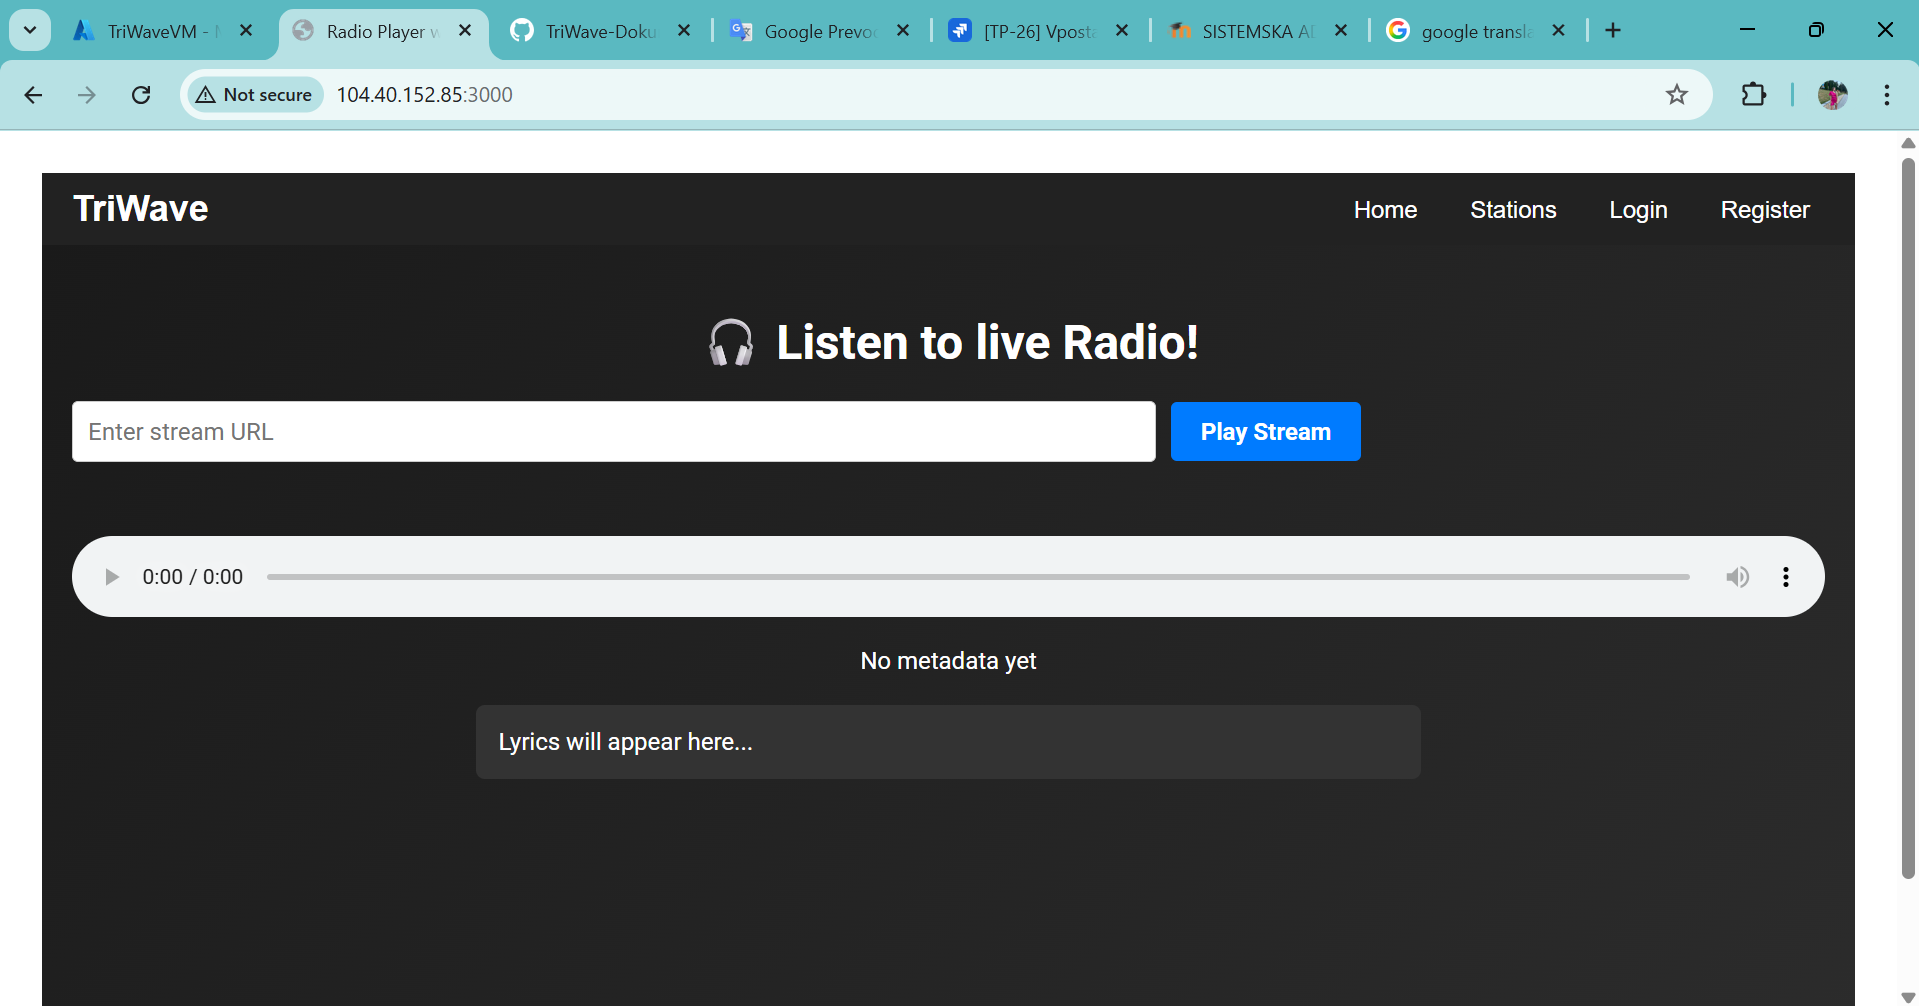 TriWaveVM -
Radio Player w
TriWave-Doku
Google Prevo
[TP-26] Vpost
SISTEMSKA A
google transla
Not secure
104.40.152.85:3000
TriWave
Home
Stations
Login
Register
🎧 Listen to live Radio!
Enter stream URL
Play Stream
0:00 / 0:00
No metadata yet
Lyrics will appear here...